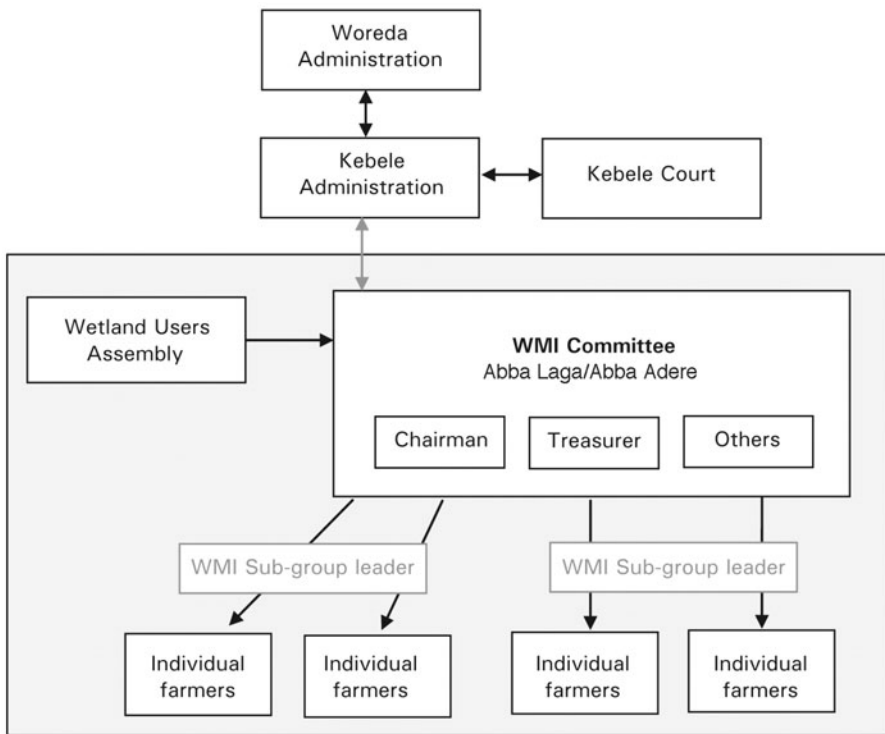 Woreda
Administration
Kebele
Administration
Kebele Court
Wetland Users
Assembly
WMI Committee
Abba Laga/Abba Adere
Chairman
Treasurer
Others
WMI Sub-group leader
WMI Sub-group leader
Individual
farmers
Individual
farmers
Individual
farmers
Individual
farmers